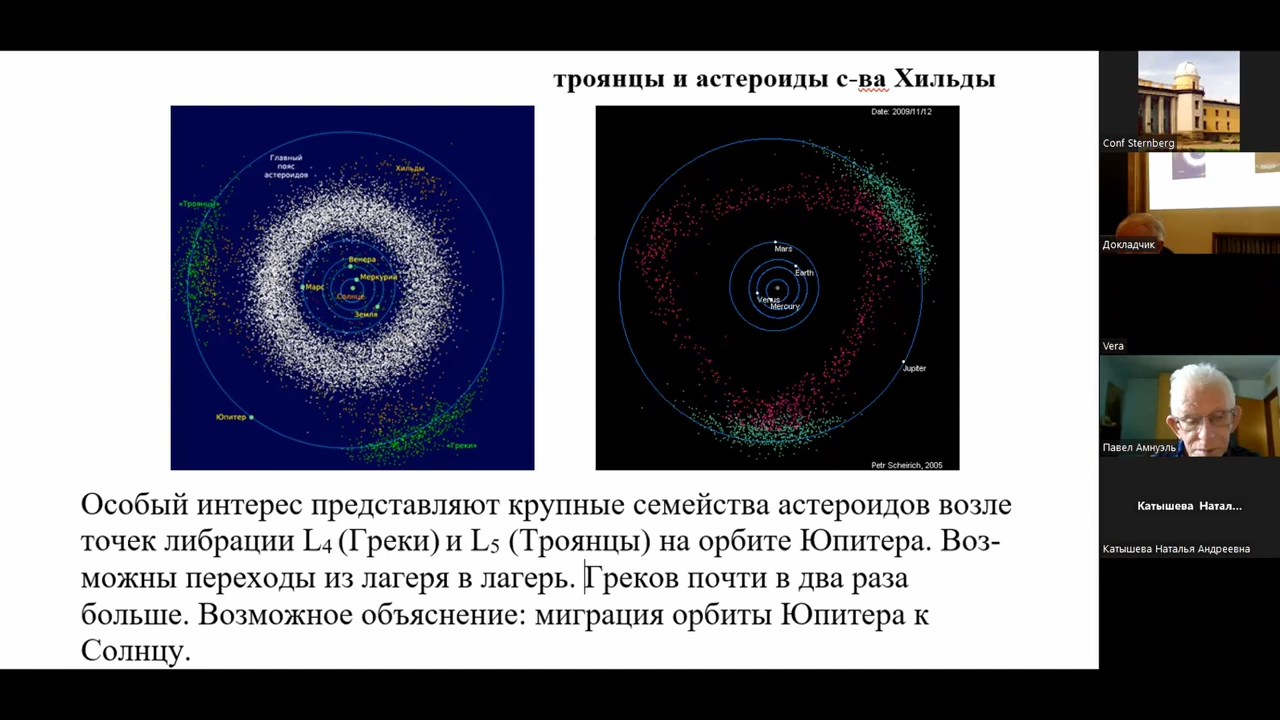 троянцы и астероиды с-ва Хильды
Главный
пояс
астероидов
Хильды
«Троянцы»
Венера
Меркурий
Марс
Солнце
Земля
Юпитер
«Греки»
Date: 2009/11/12
Mars
Earth
Venus
Mercury
Jupiter
Petr Scheirich, 2005
Особый интерес представляют крупные семейства астероидов возле
точек либрации L4 (Греки) и L5 (Троянцы) на орбите Юпитера. Воз-
можны переходы из лагеря в лагерь. Греков почти в два раза
больше. Возможное объяснение: миграция орбиты Юпитера к
Солнцу.
Conf Sternberg
Докладчик
Vera
Павел Амнуэль
Катышева Натал...
Катышева Наталья Андреевна